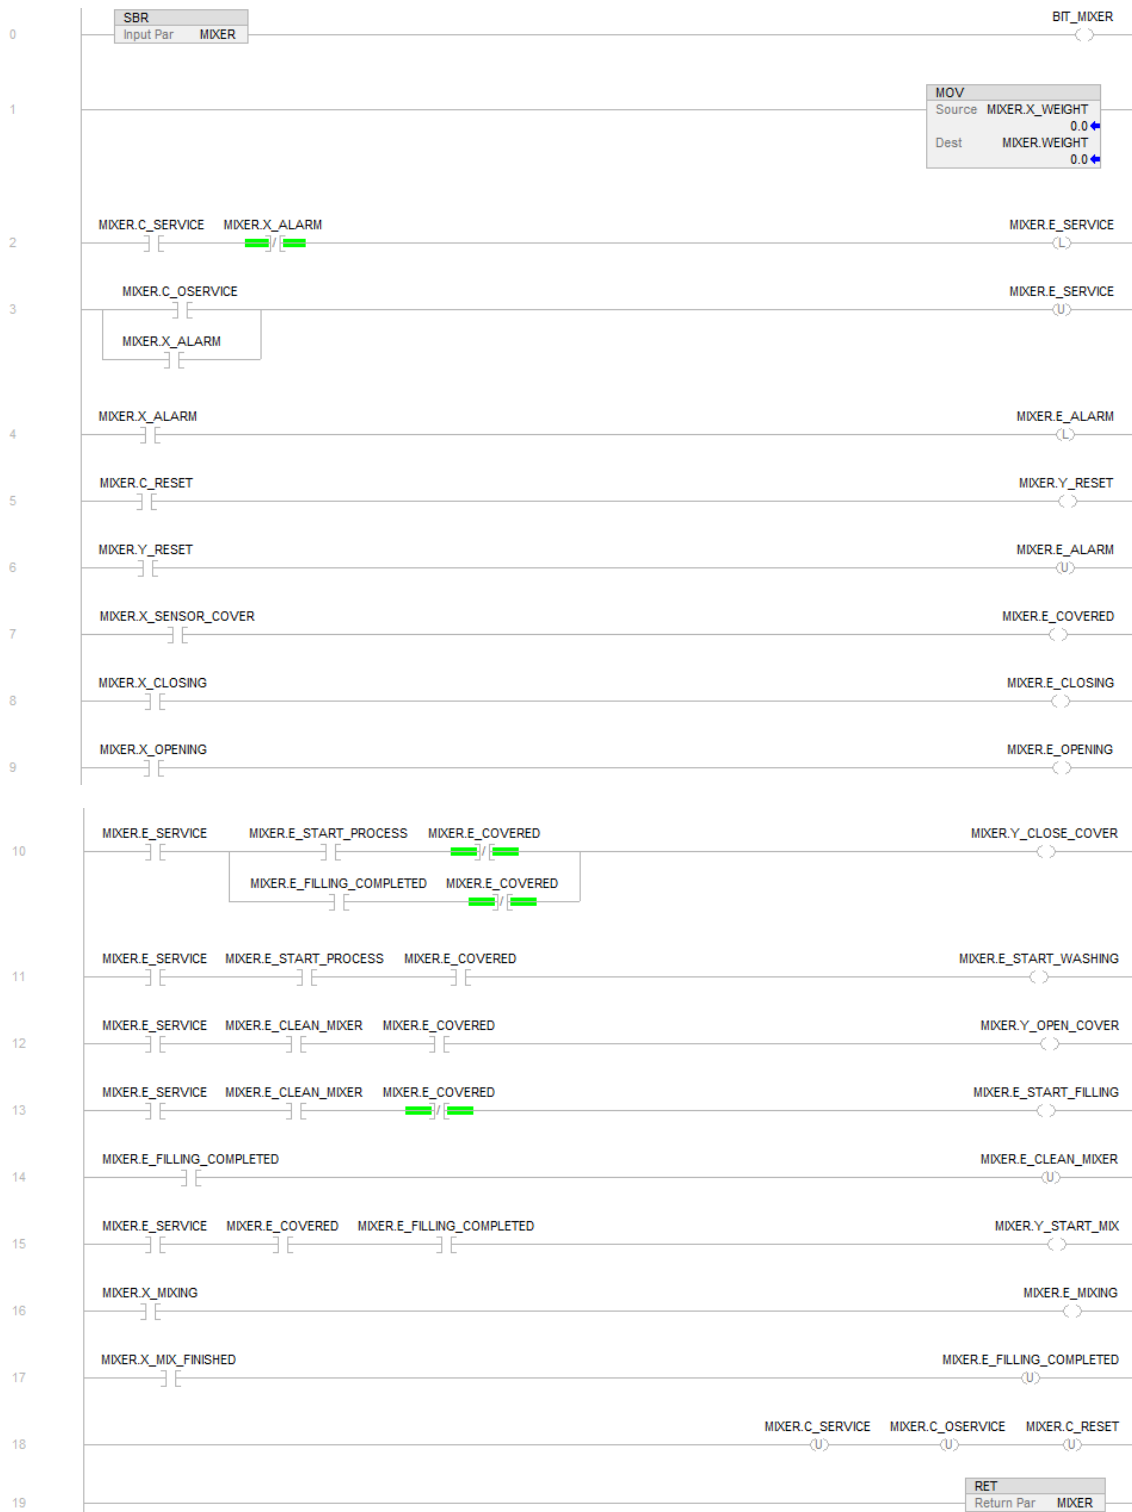 SBR
BIT_MIXER
0
Input Par MIXER
MOV
1
Source MIXER.X_WEIGHT
0.0
Dest MIXER.WEIGHT
0.0
MIXER.C_SERVICE MIXER.X_ALARM MIXER.E_SERVICE
2
L
MIXER.C_OSERVICE MIXER.E_SERVICE
3
U
MIXER.X_ALARM
MIXER.X_ALARM MIXER.E_ALARM
4
L
MIXER.C_RESET MIXER.Y_RESET
5
MIXER.Y_RESET MIXER.E_ALARM
6
U
MIXER.X_SENSOR_COVER MIXER.E_COVERED
7
MIXER.X_CLOSING MIXER.E_CLOSING
8
MIXER.X_OPENING MIXER.E_OPENING
9
MIXER.E_SERVICE MIXER.E_START_PROCESS MIXER.E_COVERED MIXER.Y_CLOSE_COVER
10
MIXER.E_FILLING_COMPLETED MIXER.E_COVERED
MIXER.E_SERVICE MIXER.E_START_PROCESS MIXER.E_COVERED MIXER.E_START_WASHING
11
MIXER.E_SERVICE MIXER.E_CLEAN_MIXER MIXER.E_COVERED MIXER.Y_OPEN_COVER
12
MIXER.E_SERVICE MIXER.E_CLEAN_MIXER MIXER.E_COVERED MIXER.E_START_FILLING
13
MIXER.E_FILLING_COMPLETED MIXER.E_CLEAN_MIXER
14
U
MIXER.E_SERVICE MIXER.E_COVERED MIXER.E_FILLING_COMPLETED MIXER.Y_START_MIX
15
MIXER.X_MIXING MIXER.E_MIXING
16
MIXER.X_MIX_FINISHED MIXER.E_FILLING_COMPLETED
17
U
MIXER.C_SERVICE MIXER.C_OSERVICE MIXER.C_RESET
18
U U U
RET
19
Return Par MIXER